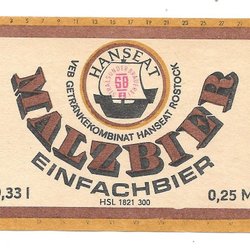 HANSEAT
VEB GETRÄNKEKOMBINAT HANSEAT ROSTOCK
MALZBIER
EINFACHBIER
0,33 l
0,25 M
HSL 1821 300